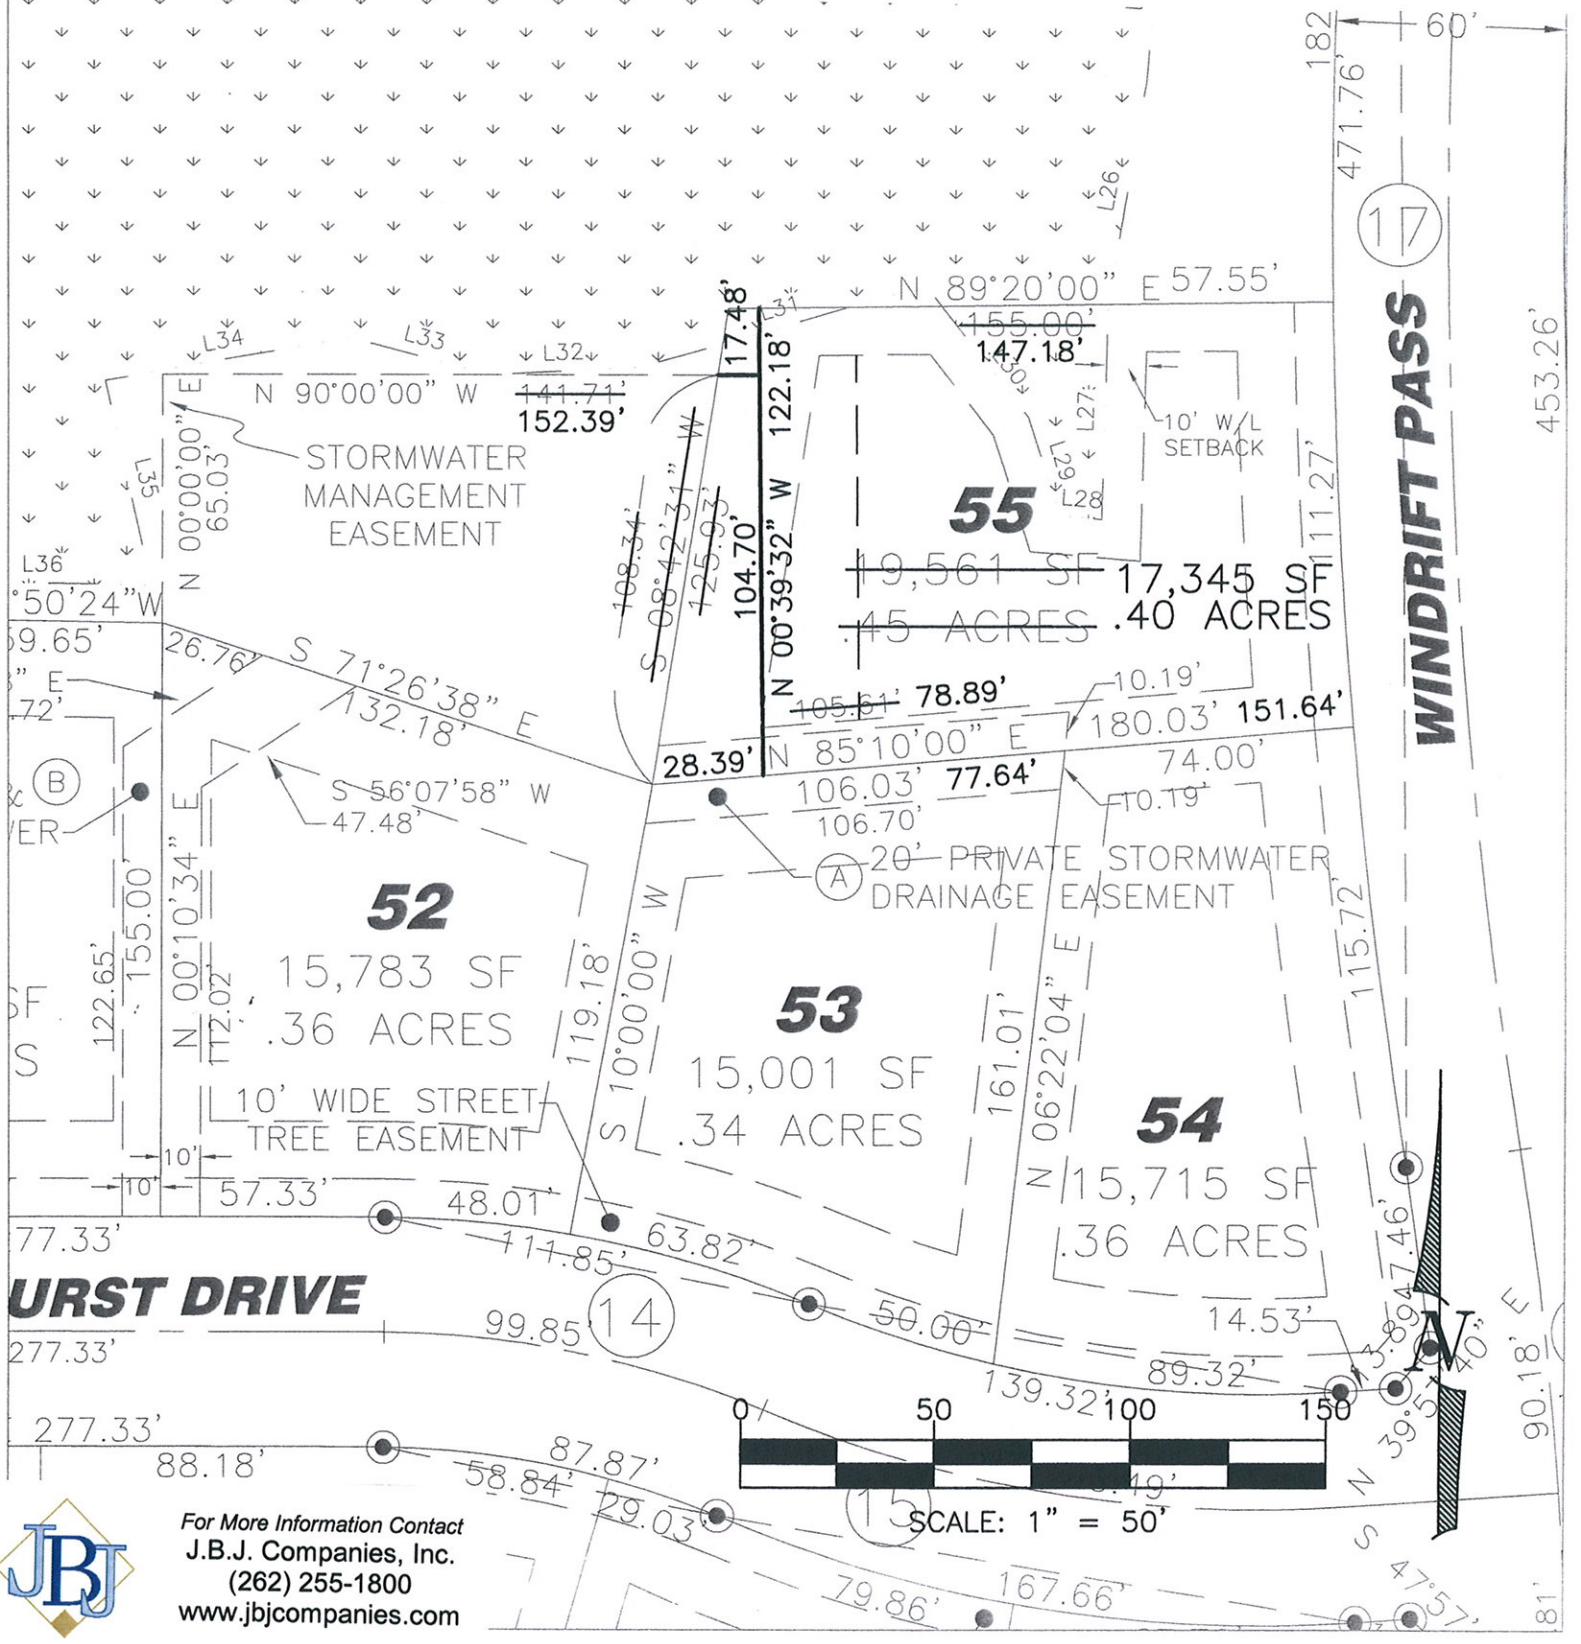 182
60'
471.76'
17
L26
N 89°20'00" E 57.55'
155.00'
147.18'
17.48'
L31
L34
L33
L32
N 90°00'00" W
141.71'
152.39'
122.18'
L30
L27
10' W/L
SETBACK
453.26'
WINDRIFT PASS
N 00°00'00" E
65.03'
L35
STORMWATER
MANAGEMENT
EASEMENT
108.34'
S 08°42'31" W
125.93'
104.70'
N 00°39'32" W
55
L29
L28
111.27'
19,561 SF
17,345 SF
.45 ACRES
.40 ACRES
L36
°50'24"W
59.65'
26.76'
S 71°26'38" E
132.18'
" E
.72'
105.61'
78.89'
10.19'
180.03'
151.64'
28.39'
N 85°10'00" E
74.00'
106.03'
77.64'
10.19'
106.70'
B
&
ER
S 56°07'58" W
47.48'
A
20' PRIVATE STORMWATER
DRAINAGE EASEMENT
155.00'
122.65'
N 00°10'34" E
112.02'
52
15,783 SF
.36 ACRES
119.18'
S 10°00'00" W
53
15,001 SF
.34 ACRES
161.01'
N 06°22'04" E
115.72'
54
15,715 SF
.36 ACRES
SF
S
10' WIDE STREET
TREE EASEMENT
10'
10'
57.33'
48.01'
77.33'
111.85'
63.82'
47.46'
URST DRIVE
14
99.85'
50.00'
14.53'
13.89'
N
277.33'
89.32'
139.32'
90.18'
E
277.33'
88.18'
87.87'
58.84'
29.03'
0 50 100 150
15
SCALE: 1" = 50'
N 39°57'40"
S 47°57'
79.86'
167.66'
81'
JBJ
For More Information Contact
J.B.J. Companies, Inc.
(262) 255-1800
www.jbjcompanies.com